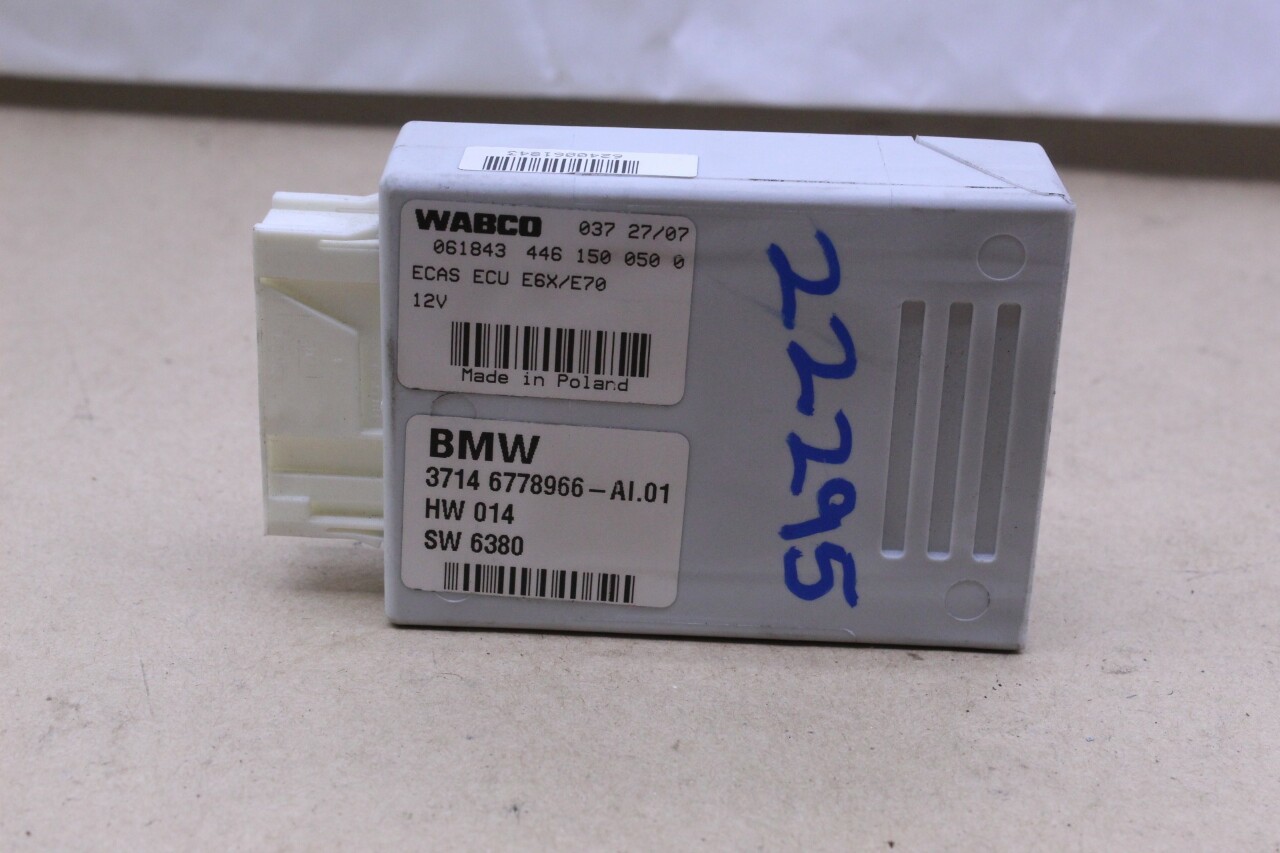 62400061843
WABCO 037 27/07
061843 446 150 050 0
ECAS ECU E6X/E70
12V
Made in Poland
BMW
3714 6778966-AI.01
HW 014
SW 6380
22295